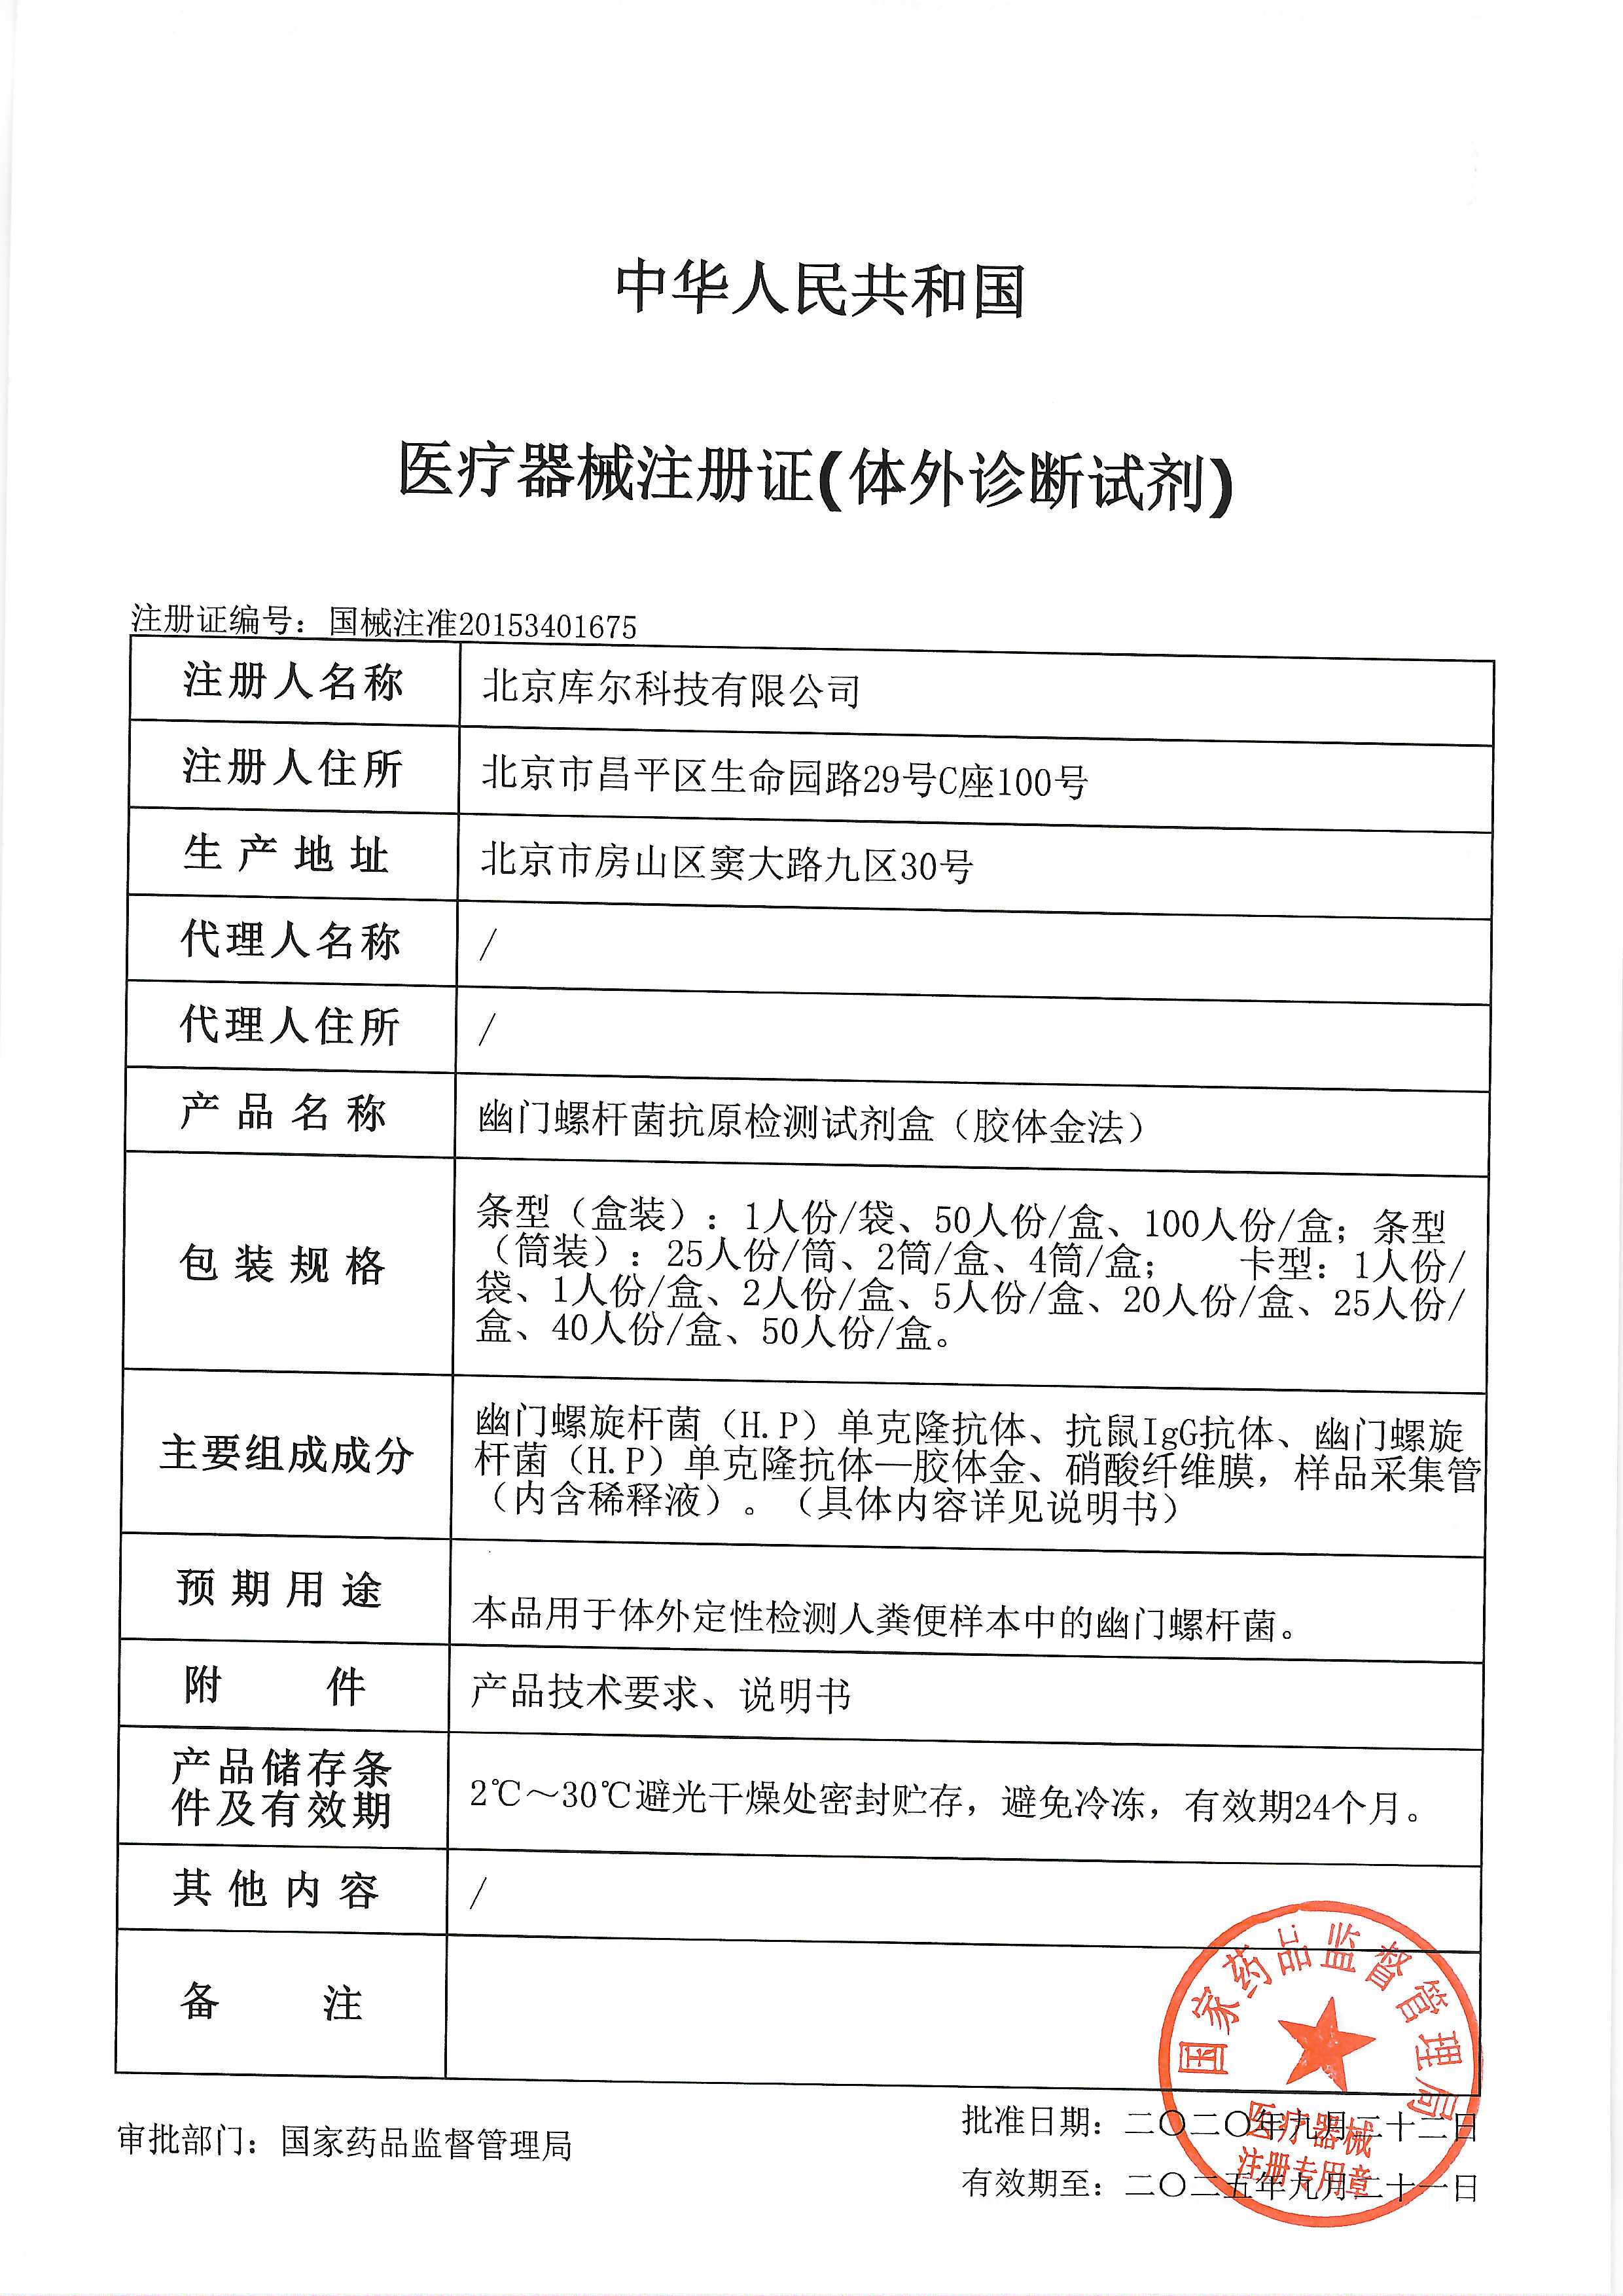 中华人民共和国
医疗器械注册证(体外诊断试剂)
注册证编号：国械注准20153401675
注册人名称 北京库尔科技有限公司
注册人住所 北京市昌平区生命园路29号C座100号
生产地址 北京市房山区窦大路九区30号
代理人名称 /
代理人住所 /
产品名称 幽门螺杆菌抗原检测试剂盒（胶体金法）
包装规格
条型（盒装）：1人份/袋、50人份/盒、100人份/盒；条型
（筒装）：25人份/筒、2筒/盒、4筒/盒； 卡型：1人份/
袋、1人份/盒、2人份/盒、5人份/盒、20人份/盒、25人份/
盒、40人份/盒、50人份/盒。
主要组成成分
幽门螺旋杆菌（H.P）单克隆抗体、抗鼠IgG抗体、幽门螺旋
杆菌（H.P）单克隆抗体—胶体金、硝酸纤维膜，样品采集管
（内含稀释液）。（具体内容详见说明书）
预期用途 本品用于体外定性检测人粪便样本中的幽门螺杆菌。
附件 产品技术要求、说明书
产品储存条
件及有效期
2℃～30℃避光干燥处密封贮存，避免冷冻，有效期24个月。
其他内容 /
备注
国家药品监督管理局
医疗器械
注册专用章
审批部门：国家药品监督管理局
批准日期：二〇二〇年九月二十二日
有效期至：二〇二五年九月二十一日